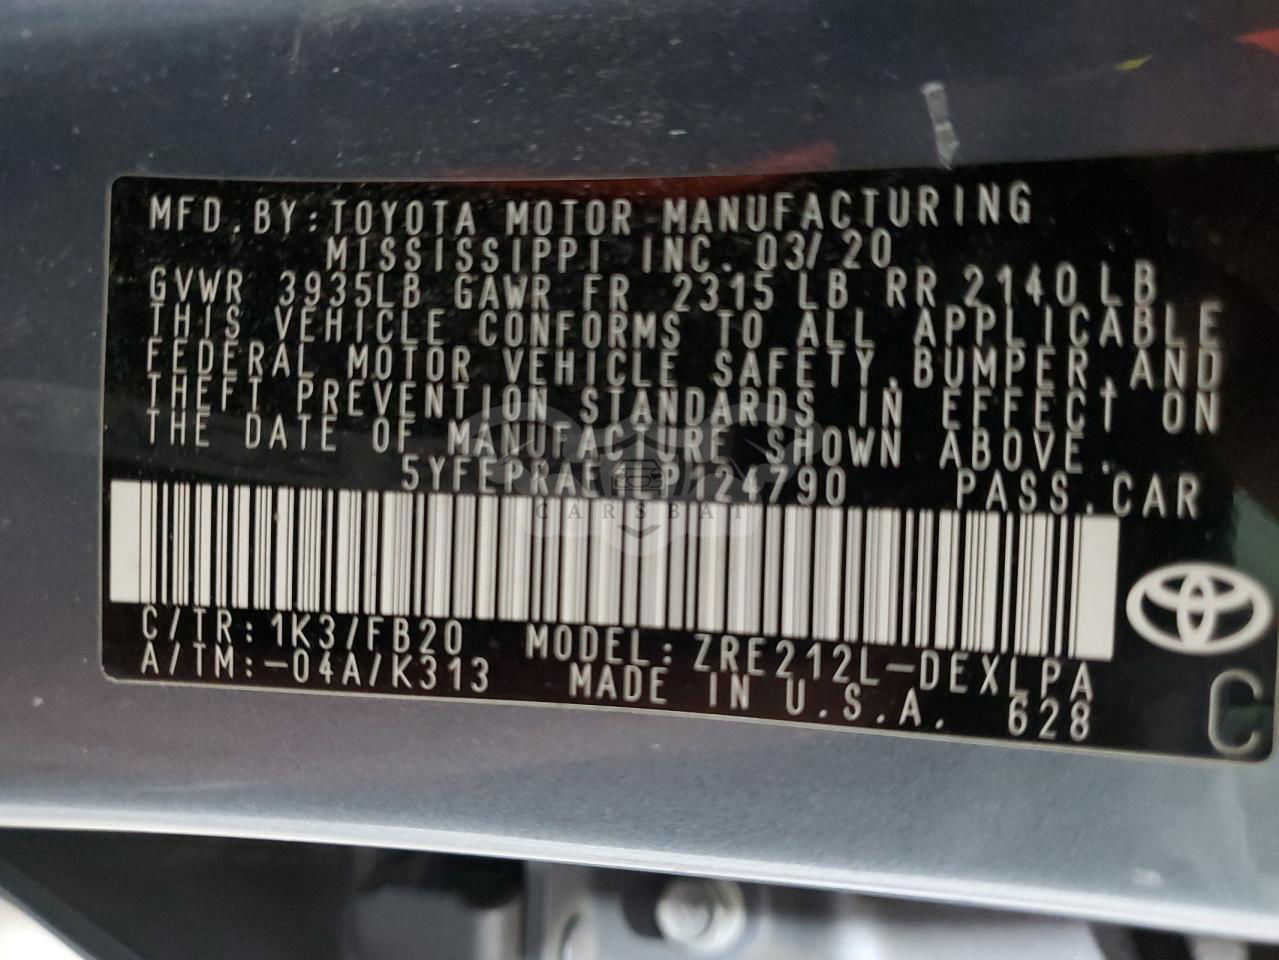 MFD. BY: TOYOTA MOTOR MANUFACTURING
MISSISSIPPI INC. 03/20
GVWR 3935LB GAWR FR 2315 LB RR 2140 LB
THIS VEHICLE CONFORMS TO ALL APPLICABLE
FEDERAL MOTOR VEHICLE SAFETY, BUMPER, AND
THEFT PREVENTION STANDARDS IN EFFECT ON
THE DATE OF MANUFACTURE SHOWN ABOVE.
PASS. CAR
CARSBAT
C/TR: 1K3/FB20 MODEL: ZRE212L-DEXLPA
A/TM: -04A/K313 MADE IN U.S.A. 628
C